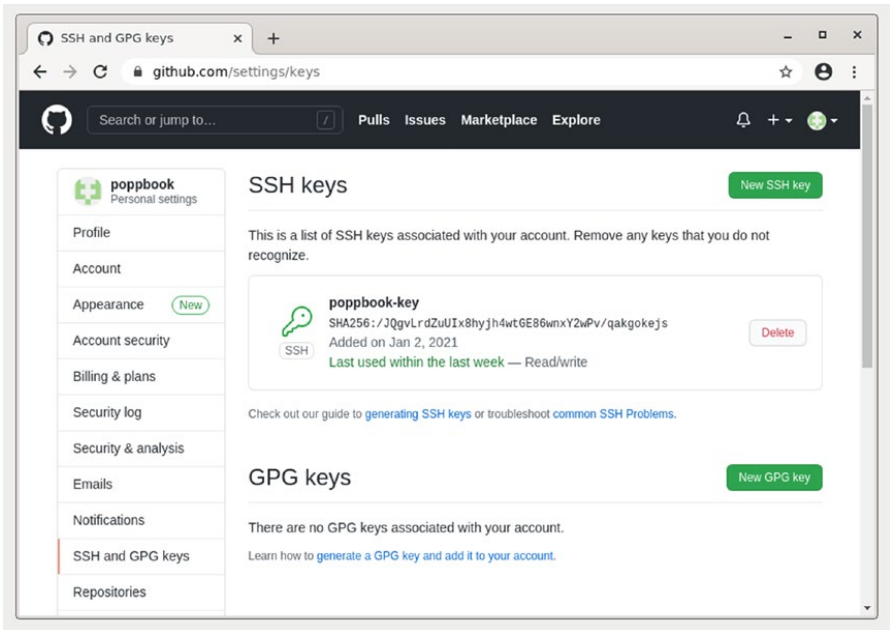 SSH and GPG keys
github.com/settings/keys
Search or jump to... /
Pulls Issues Marketplace Explore
poppbook
Personal settings
Profile
Account
Appearance New
Account security
Billing & plans
Security log
Security & analysis
Emails
Notifications
SSH and GPG keys
Repositories
SSH keys
New SSH key
This is a list of SSH keys associated with your account. Remove any keys that you do not
recognize.
SSH
poppbook-key
SHA256:/JQgvLrdZuUIx8hyjh4wtGE86wnxY2wPv/qakgokejs
Added on Jan 2, 2021
Last used within the last week — Read/write
Delete
Check out our guide to generating SSH keys or troubleshoot common SSH Problems.
GPG keys
New GPG key
There are no GPG keys associated with your account.
Learn how to generate a GPG key and add it to your account.